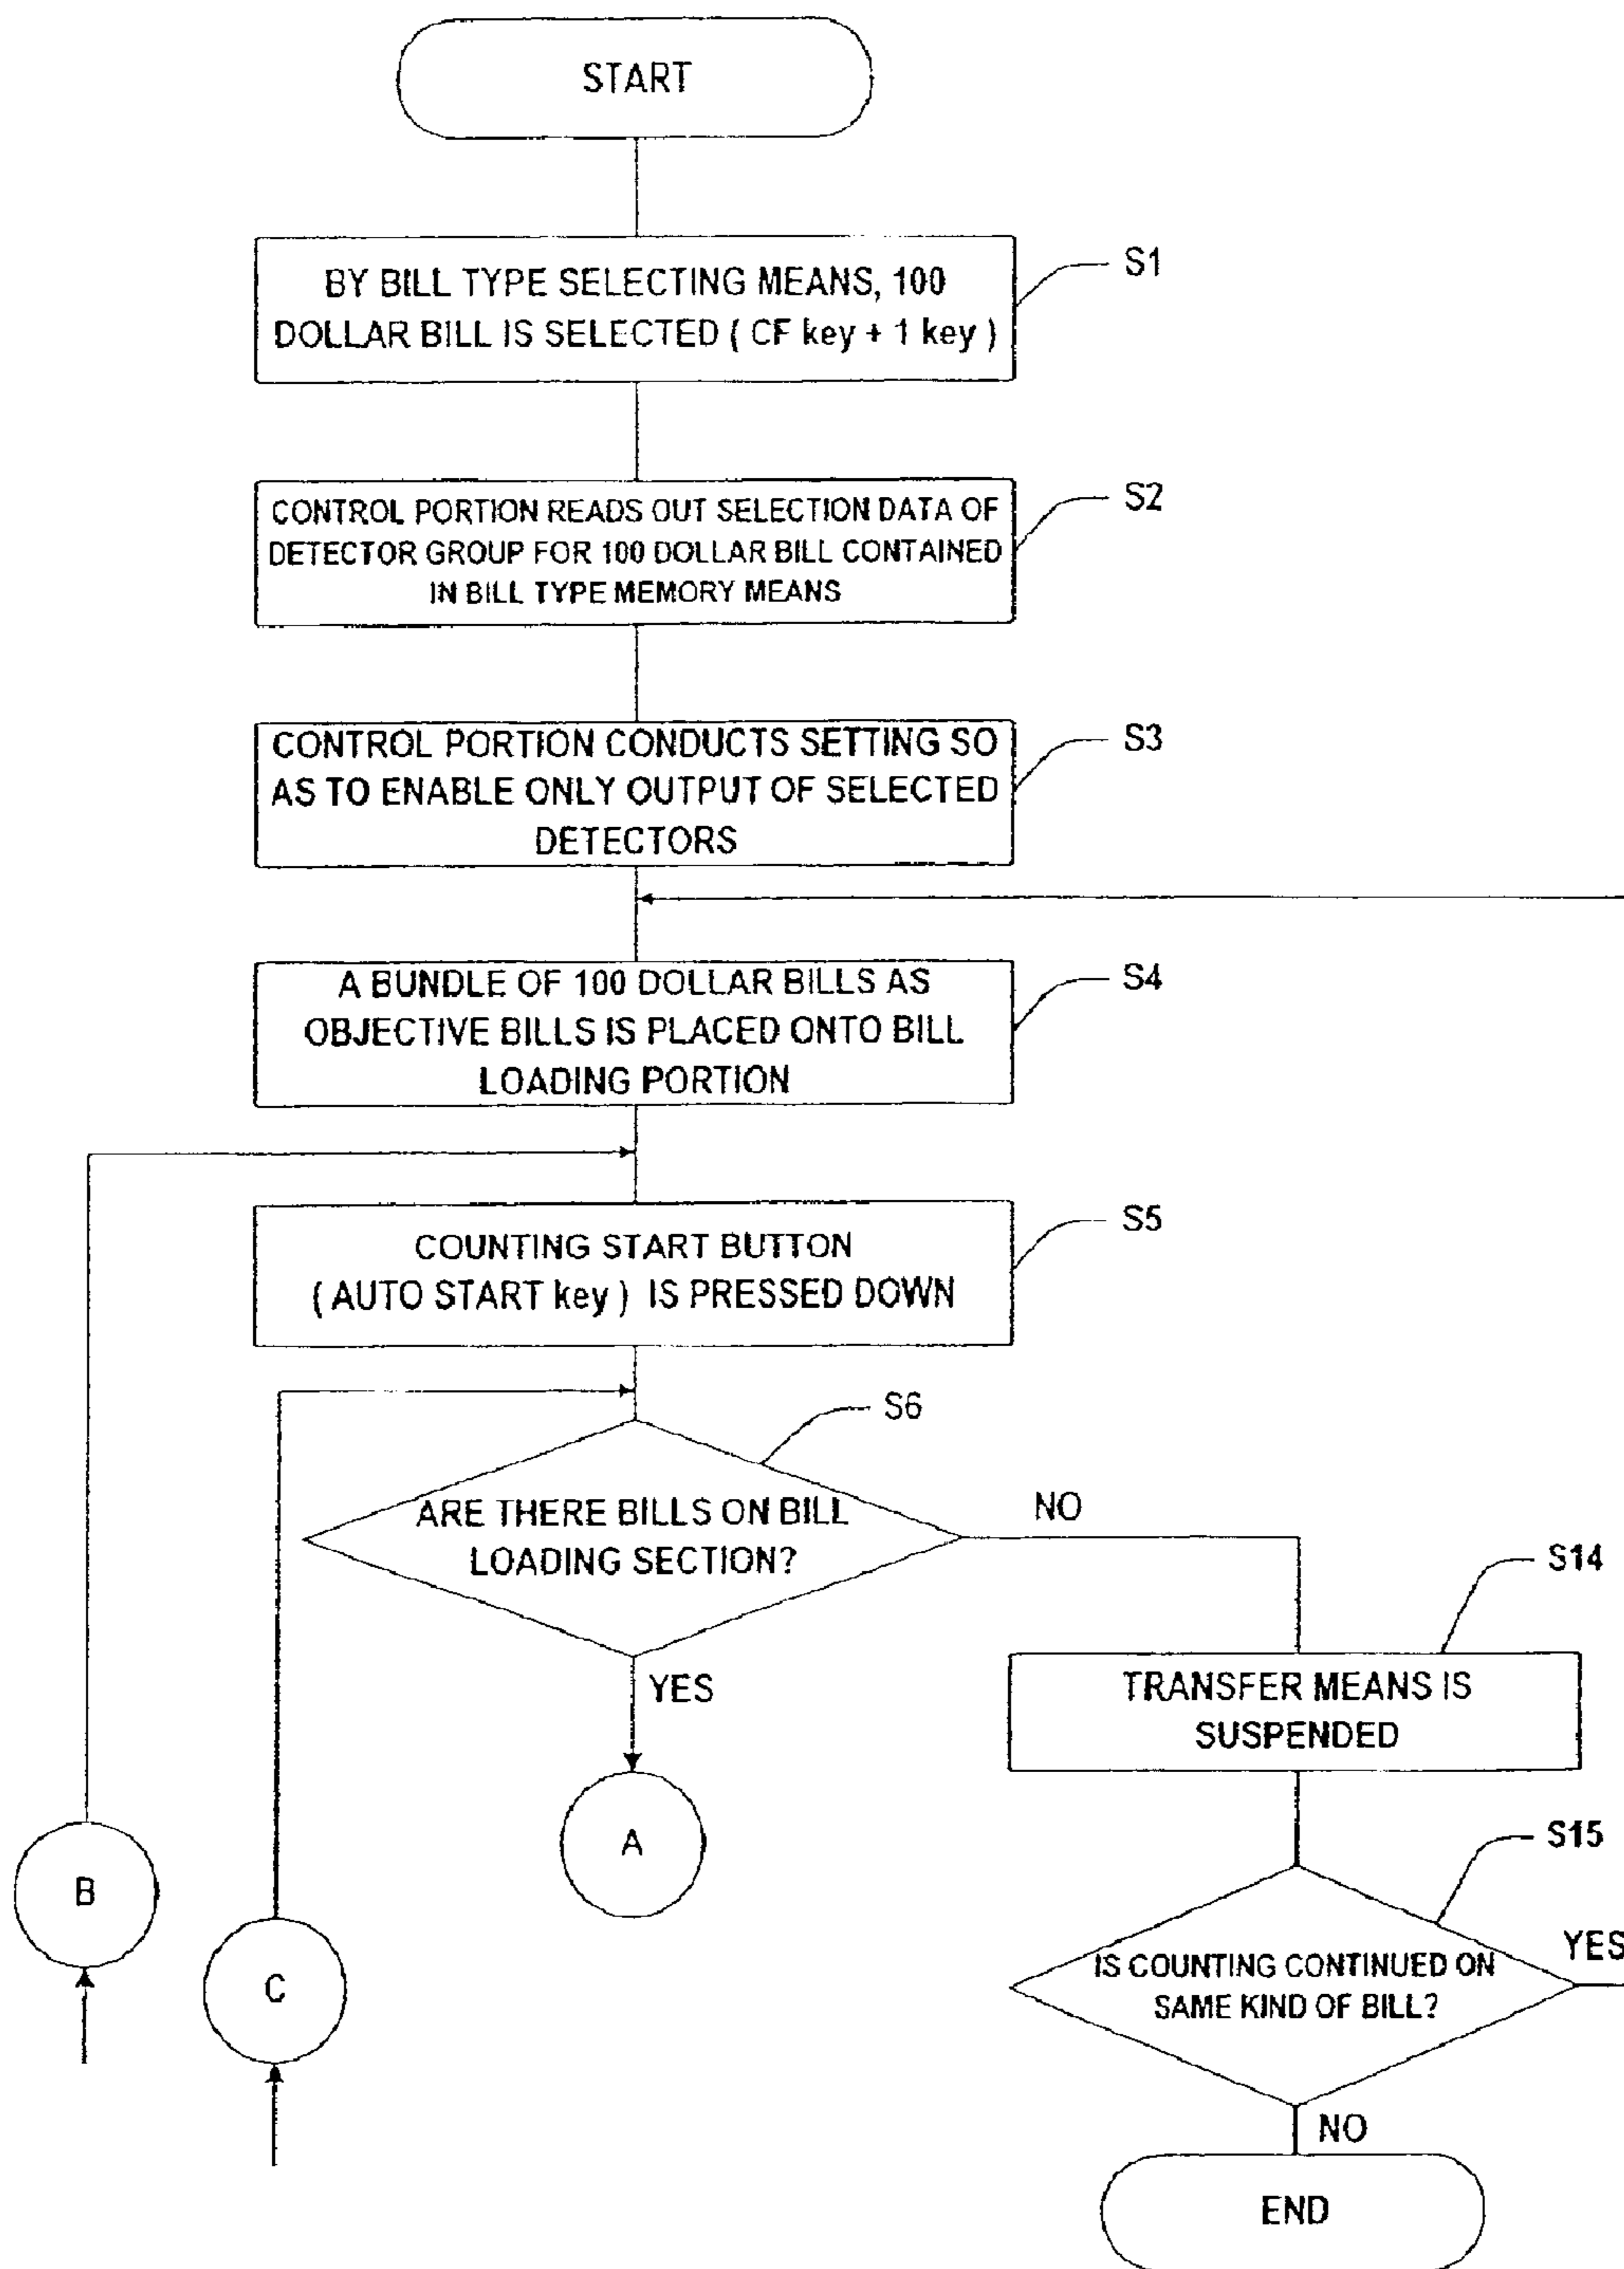 START
BY BILL TYPE SELECTING MEANS, 100
DOLLAR BILL IS SELECTED ( CF key + 1 key )
S1
CONTROL PORTION READS OUT SELECTION DATA OF
DETECTOR GROUP FOR 100 DOLLAR BILL CONTAINED
IN BILL TYPE MEMORY MEANS
S2
CONTROL PORTION CONDUCTS SETTING SO
AS TO ENABLE ONLY OUTPUT OF SELECTED
DETECTORS
S3
A BUNDLE OF 100 DOLLAR BILLS AS
OBJECTIVE BILLS IS PLACED ONTO BILL
LOADING PORTION
S4
COUNTING START BUTTON
( AUTO START key ) IS PRESSED DOWN
S5
S6
ARE THERE BILLS ON BILL
LOADING SECTION?
NO
YES
S14
TRANSFER MEANS IS
SUSPENDED
A
B
C
S15
IS COUNTING CONTINUED ON
SAME KIND OF BILL?
YES
NO
END